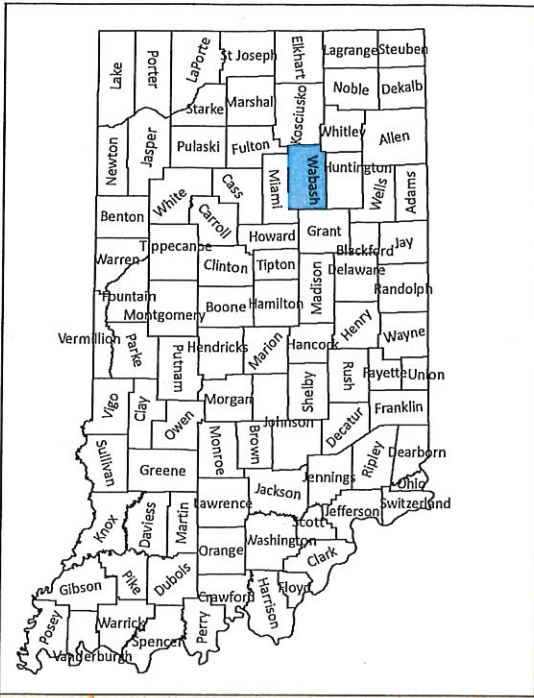 Lake
Porter
LaPorte
St Joseph
Elkhart
Lagrange
Steuben
Noble
Dekalb
Starke
Marshal
Kosciusko
Whitley
Allen
Newton
Jasper
Pulaski
Fulton
Wabash
Huntington
Wells
Adams
Miami
Cass
White
Carroll
Benton
Howard
Grant
Blackford
Jay
Tippecanoe
Warren
Clinton
Tipton
Madison
Delaware
Randolph
Fountain
Montgomery
Boone
Hamilton
Henry
Wayne
Vermillion
Parke
Putnam
Hendricks
Marion
Hancock
Shelby
Rush
Fayette
Union
Vigo
Clay
Owen
Morgan
Johnson
Decatur
Franklin
Sullivan
Greene
Monroe
Brown
Jennings
Ripley
Dearborn
Ohio
Switzerland
Knox
Daviess
Martin
Lawrence
Jackson
Scott
Jefferson
Orange
Washington
Clark
Gibson
Pike
Dubois
Crawford
Harrison
Floyd
Posey
Vanderburgh
Warrick
Spencer
Perry